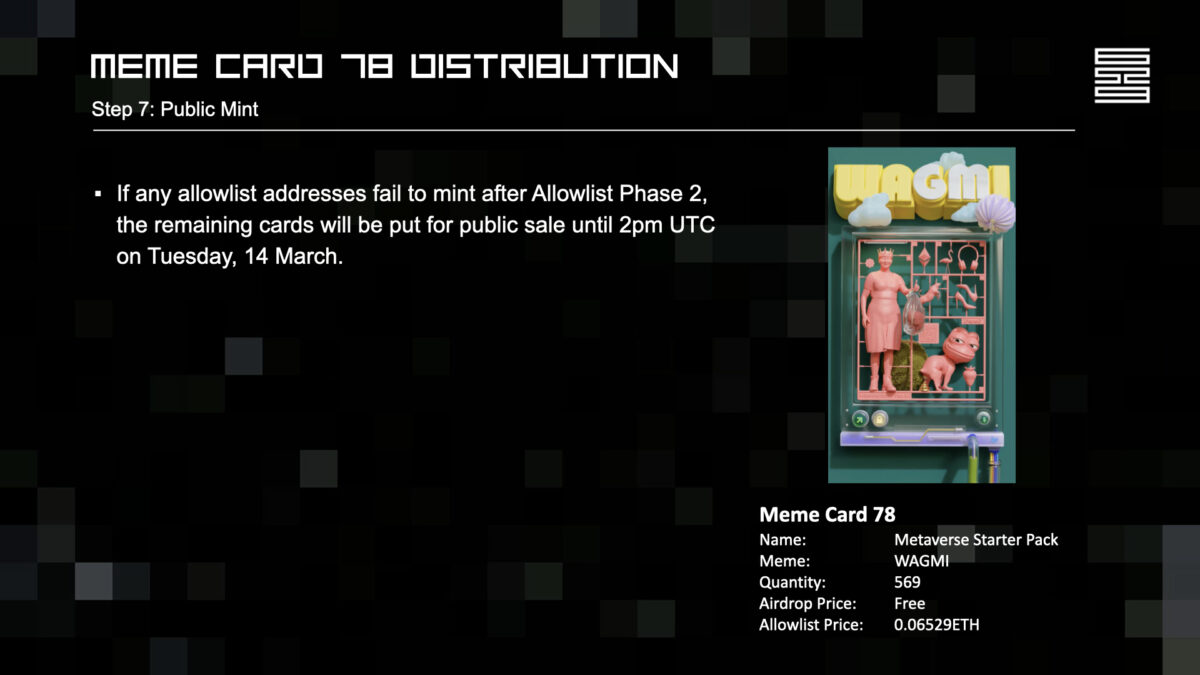 MEME CARD 78 DISTRIBUTION
Step 7: Public Mint
▪ If any allowlist addresses fail to mint after Allowlist Phase 2,
the remaining cards will be put for public sale until 2pm UTC
on Tuesday, 14 March.
WAGMI
Meme Card 78
Name: Metaverse Starter Pack
Meme: WAGMI
Quantity: 569
Airdrop Price: Free
Allowlist Price: 0.06529ETH